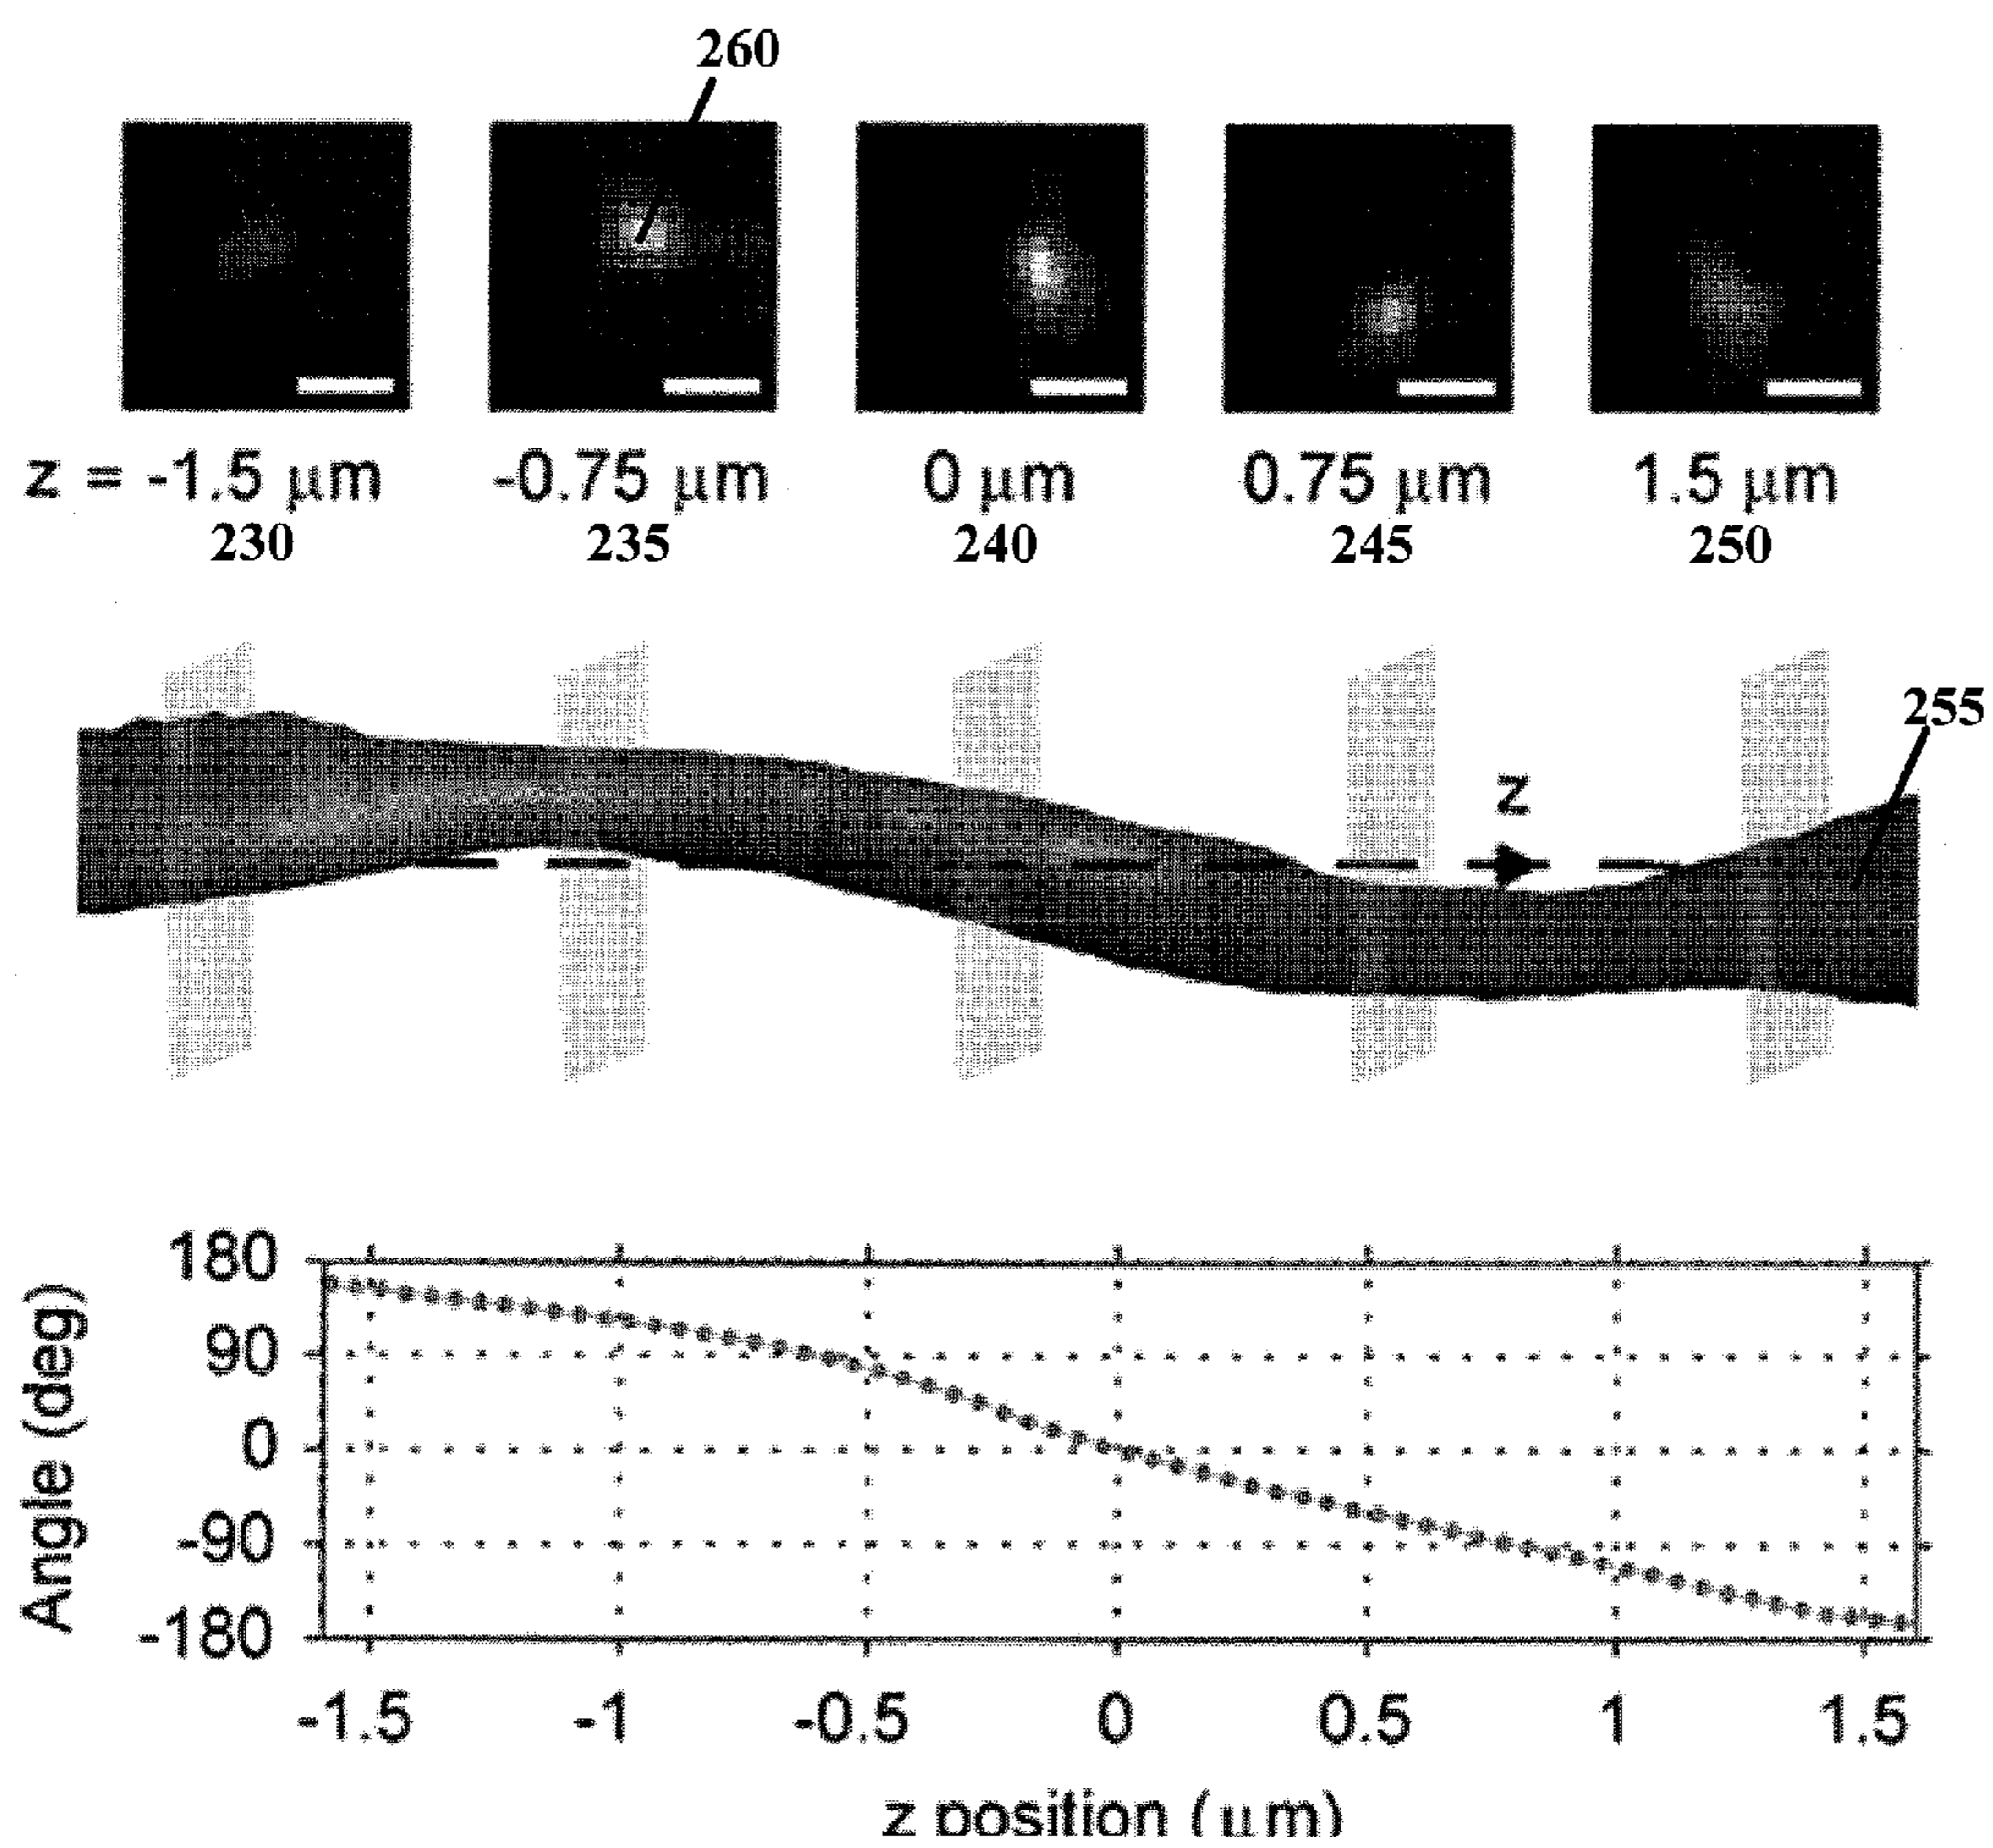 260
z = -1.5 μm -0.75 μm 0 μm 0.75 μm 1.5 μm
230 235 240 245 250
255
z
180
90
0
-90
-180
Angle (deg)
-1.5 -1 -0.5 0 0.5 1 1.5
z position (μm)